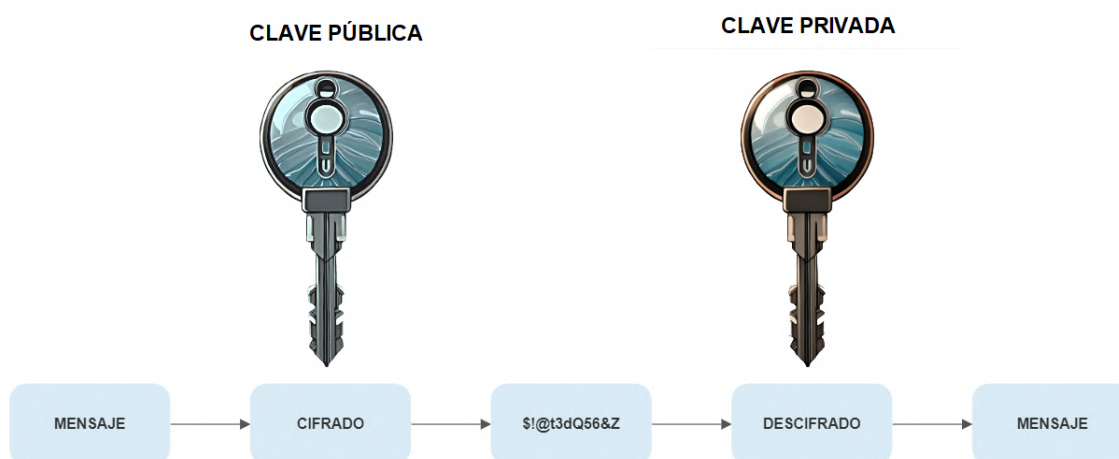 CLAVE PÚBLICA
CLAVE PRIVADA
MENSAJE
CIFRADO
$!@t3dQ56&Z
DESCIFRADO
MENSAJE